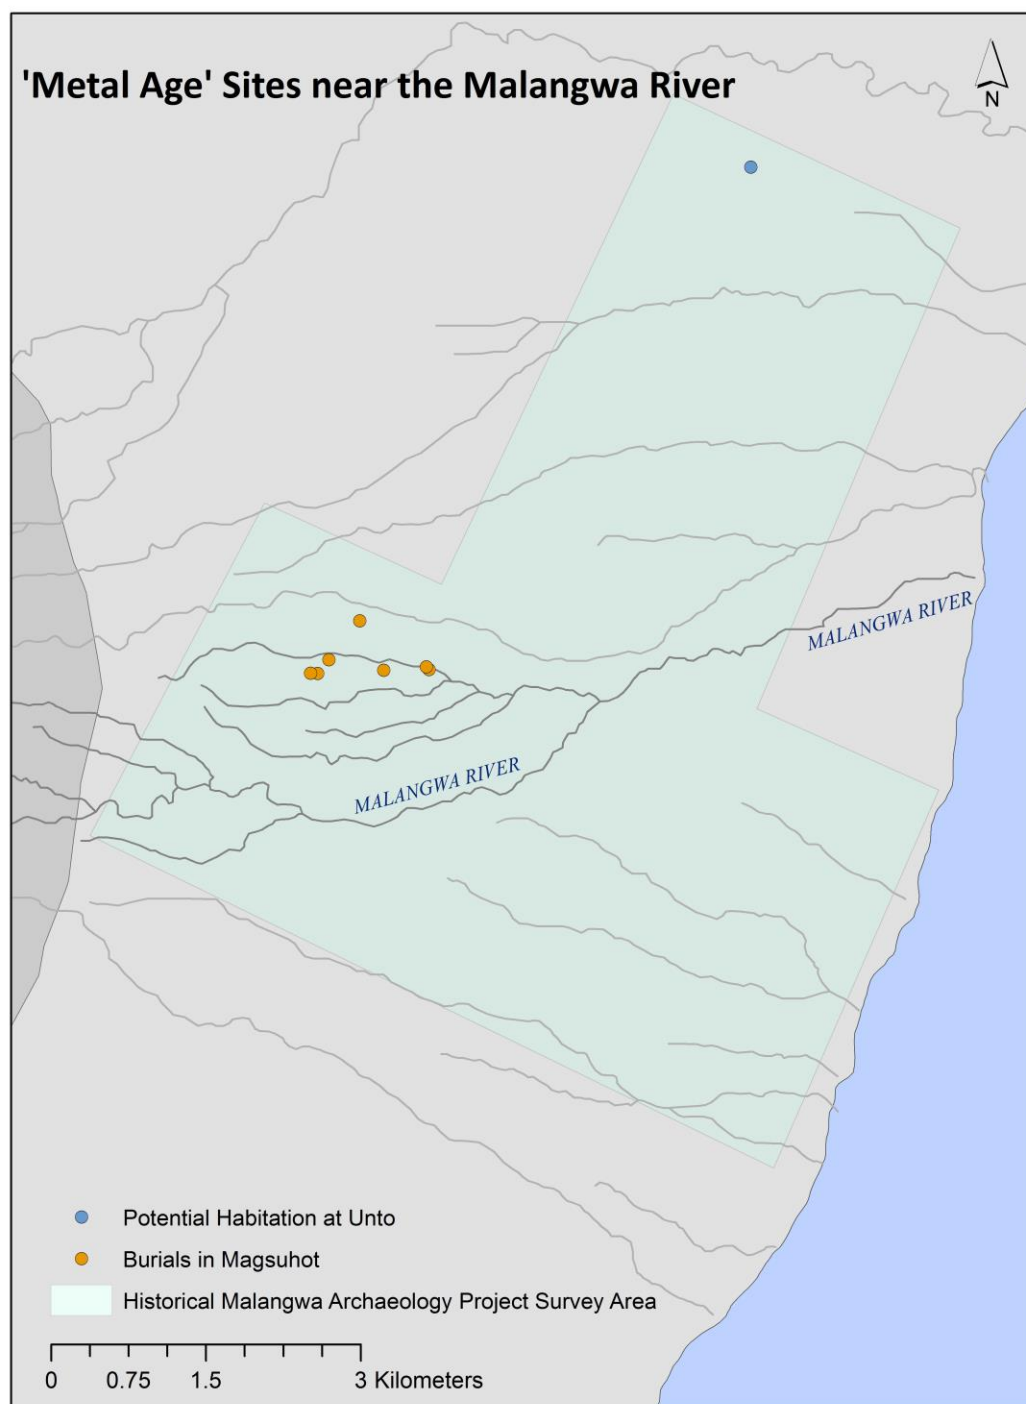 'Metal Age' Sites near the Malangwa River
N
MALANGWA RIVER
MALANGWA RIVER
Potential Habitation at Unto
Burials in Magsuhot
Historical Malangwa Archaeology Project Survey Area
0 0.75 1.5 3 Kilometers